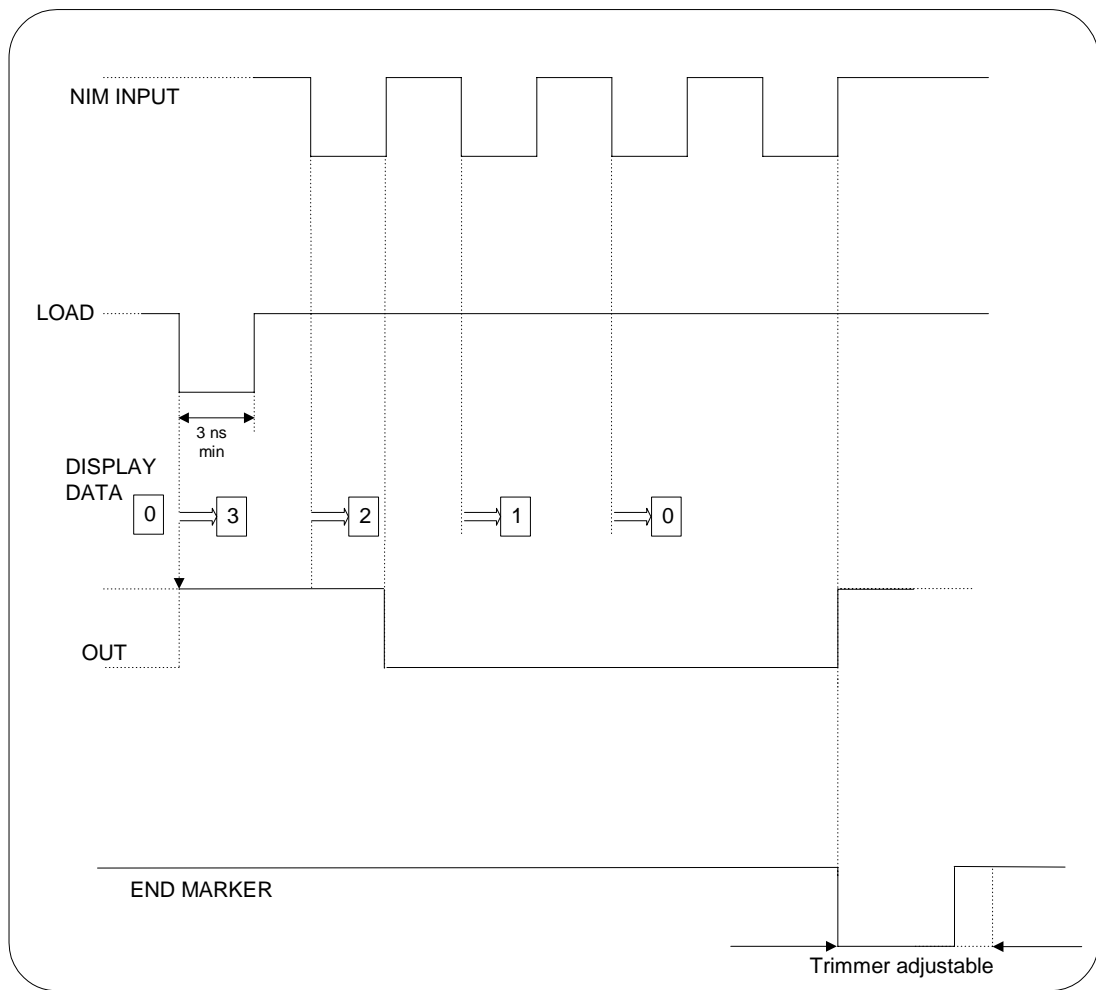 NIM INPUT
LOAD
3 ns
min
DISPLAY
DATA
0 3 2 1 0
OUT
END MARKER
Trimmer adjustable